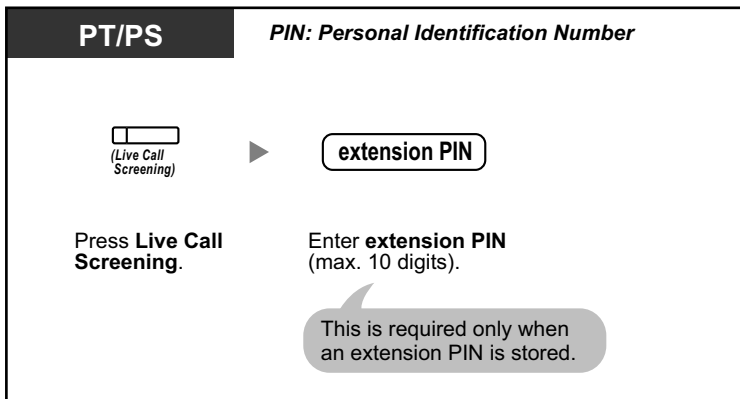 PT/PS
PIN: Personal Identification Number
(Live Call
Screening)
extension PIN
Press Live Call
Screening.
Enter extension PIN
(max. 10 digits).
This is required only when
an extension PIN is stored.